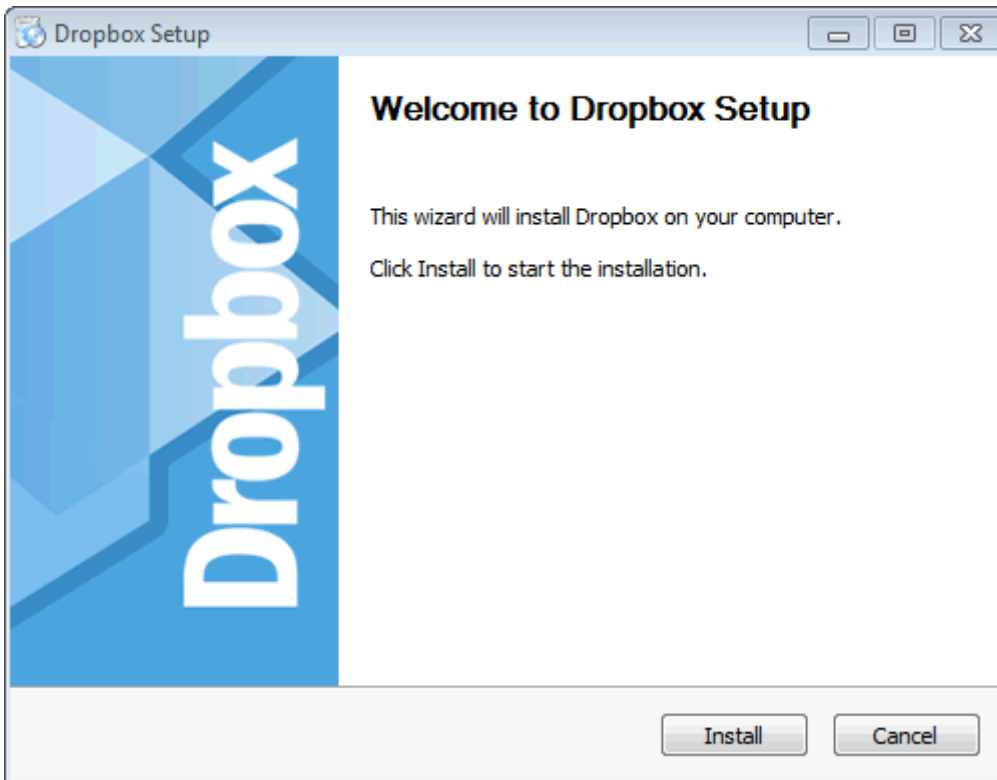 Dropbox Setup
Dropbox
Welcome to Dropbox Setup
This wizard will install Dropbox on your computer.
Click Install to start the installation.
Install
Cancel